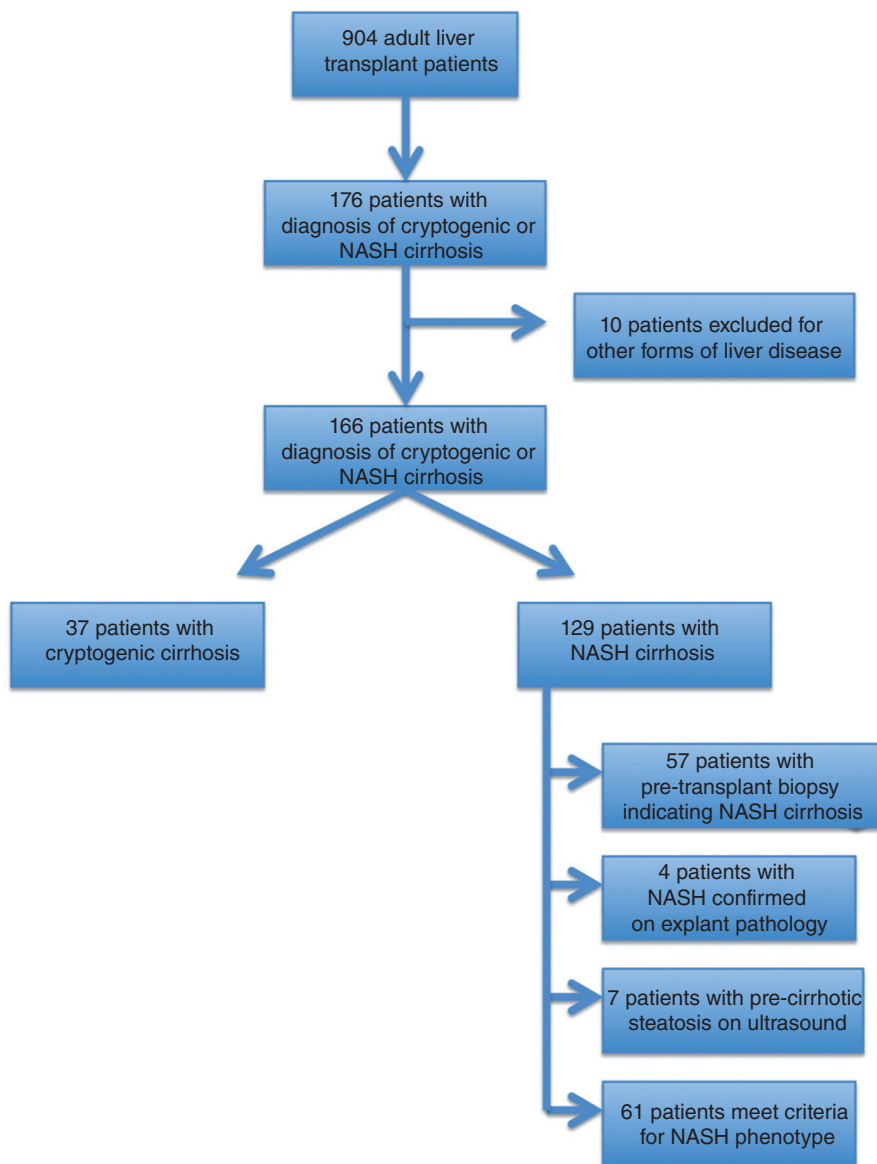 904 adult liver
transplant patients
176 patients with
diagnosis of cryptogenic or
NASH cirrhosis
10 patients excluded for
other forms of liver disease
166 patients with
diagnosis of cryptogenic or
NASH cirrhosis
37 patients with
cryptogenic cirrhosis
129 patients with
NASH cirrhosis
57 patients with
pre-transplant biopsy
indicating NASH cirrhosis
4 patients with
NASH confirmed
on explant pathology
7 patients with pre-cirrhotic
steatosis on ultrasound
61 patients meet criteria
for NASH phenotype